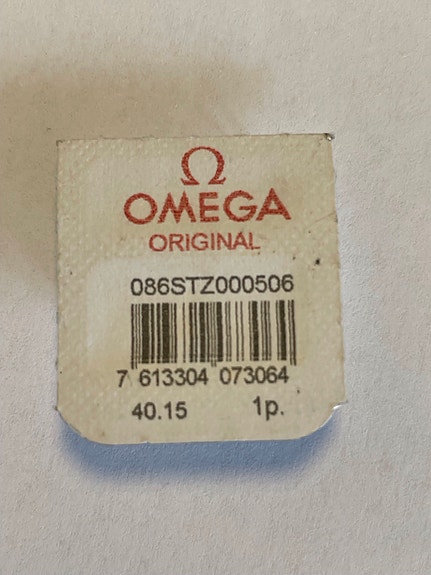 Ω
OMEGA
ORIGINAL
086STZ000506
7 613304 073064
40.15 1p.